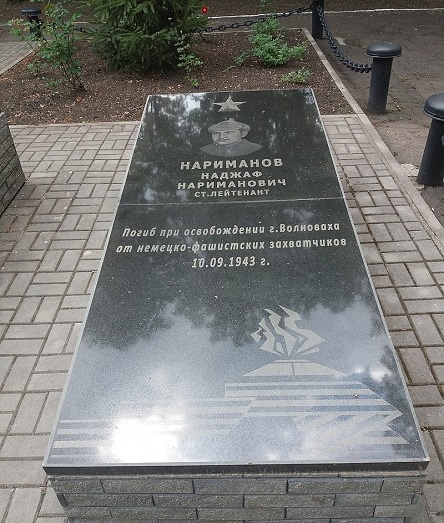 НАРИМАНОВ
НАДЖАФ
НАРИМАНОВИЧ
СТ.ЛЕЙТЕНАНТ
Погиб при освобождении г.Волноваха
от немецко-фашистских захватчиков
10.09.1943 г.